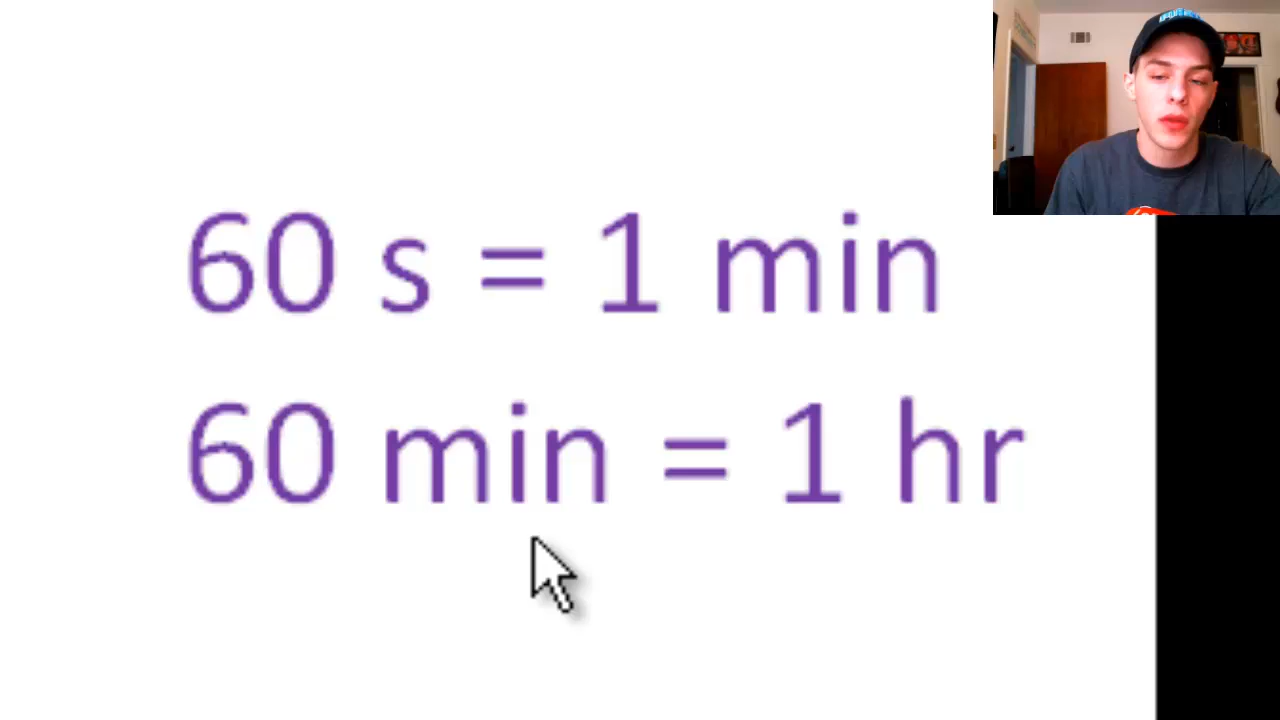 60 s = 1 min
60 min = 1 hr